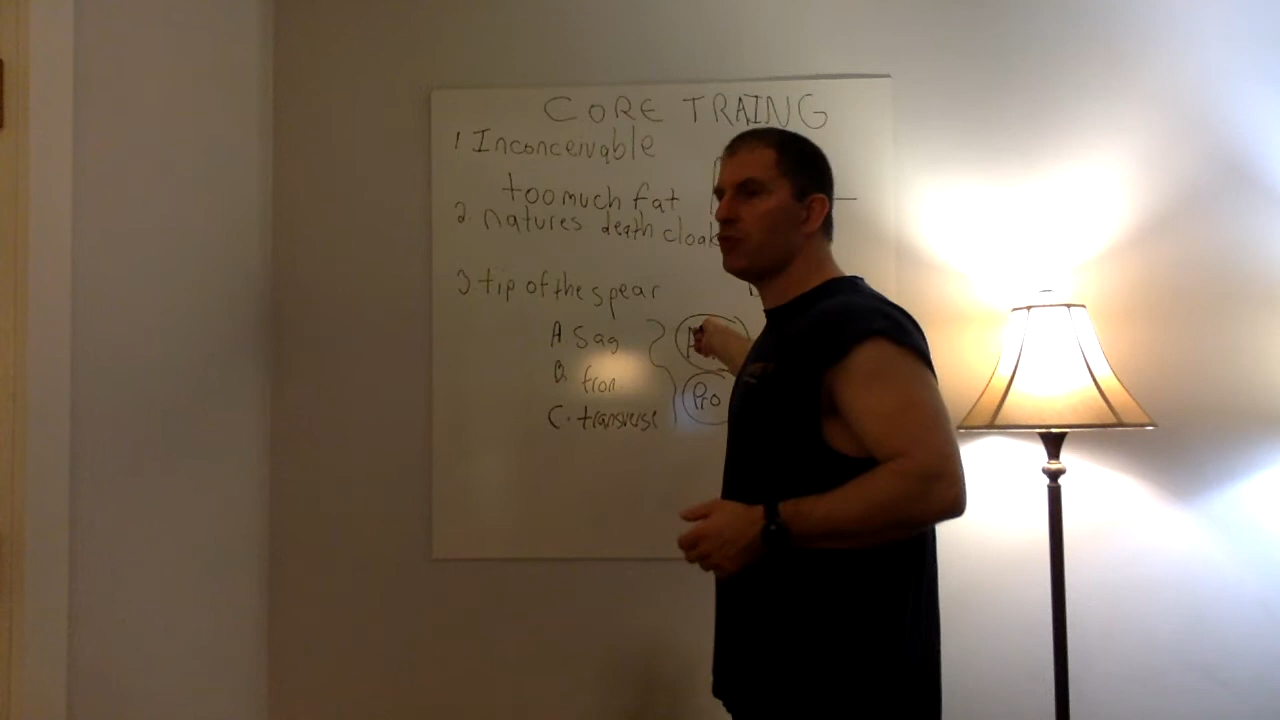 CORE TRAING
1 Inconceivable
too much fat
2. natures death cloak
3 tip of the spear
A. Sag
B. fron
C. transverse
Pro